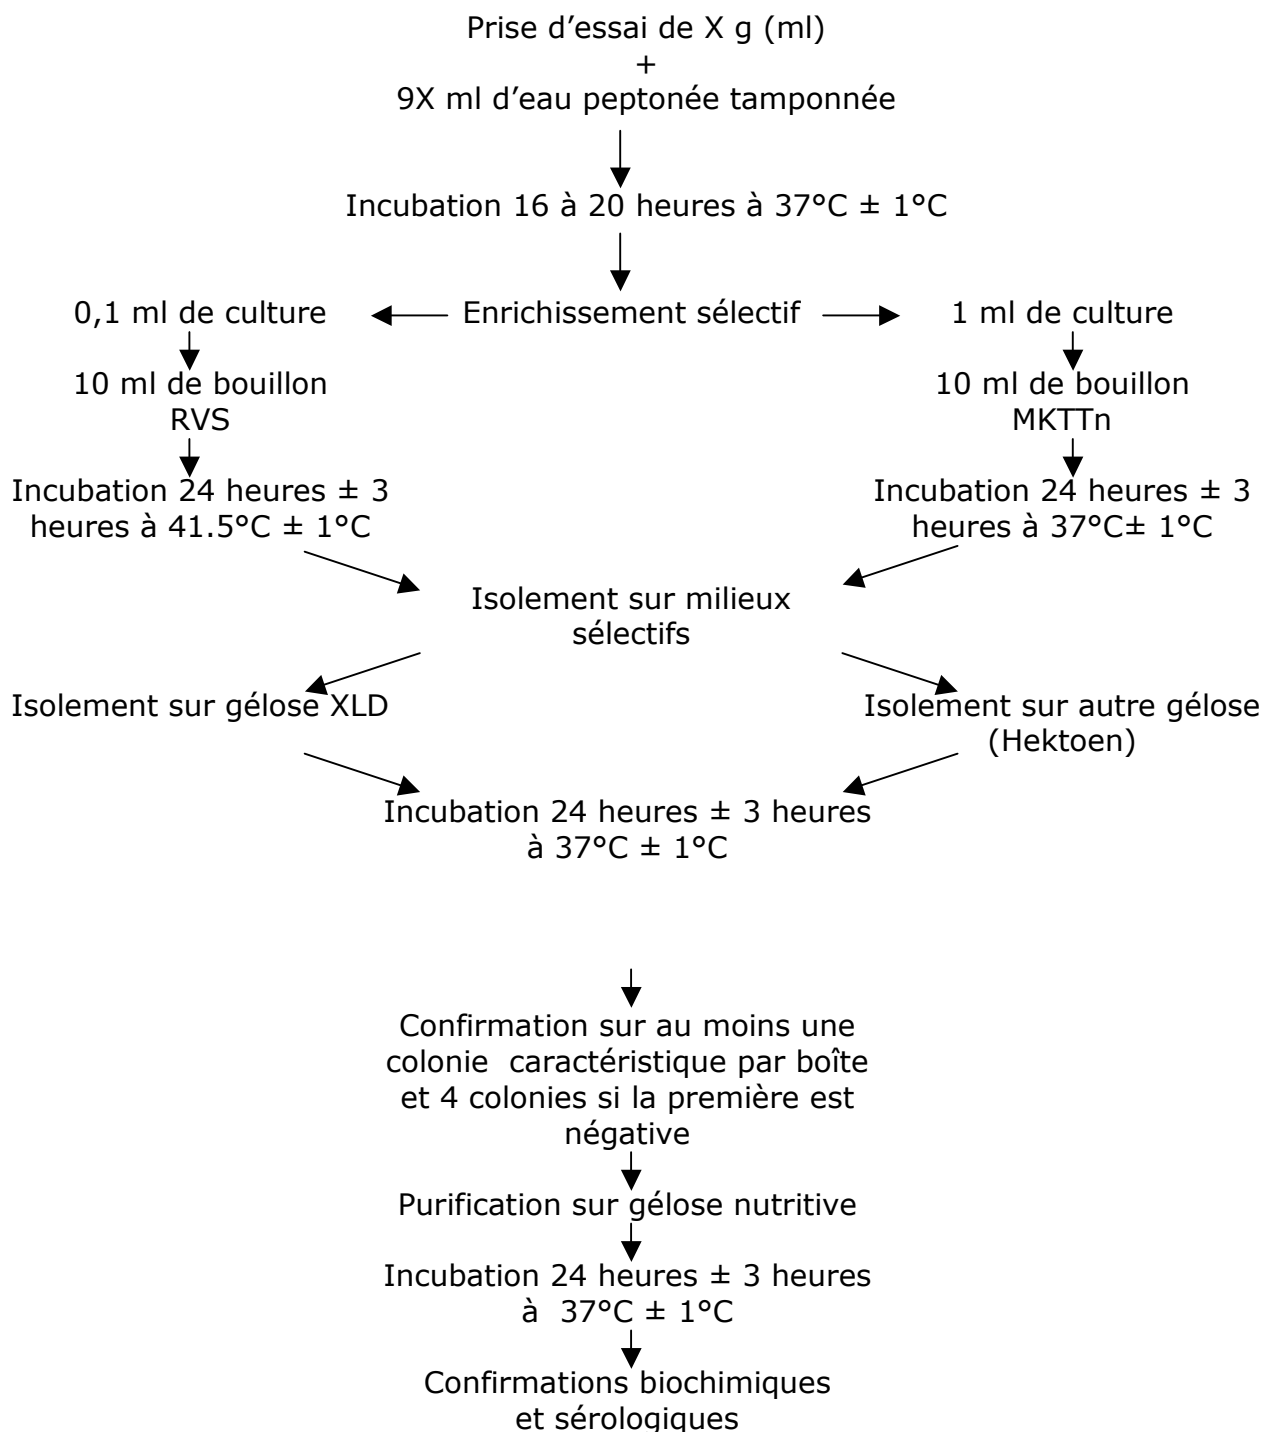 Prise d’essai de X g (ml)
+
9X ml d’eau peptonée tamponnée
Incubation 16 à 20 heures à 37°C ± 1°C
0,1 ml de culture
Enrichissement sélectif
1 ml de culture
10 ml de bouillon
RVS
10 ml de bouillon
MKTTn
Incubation 24 heures ± 3
heures à 41.5°C ± 1°C
Incubation 24 heures ± 3
heures à 37°C± 1°C
Isolement sur milieux
sélectifs
Isolement sur gélose XLD
Isolement sur autre gélose
(Hektoen)
Incubation 24 heures ± 3 heures
à 37°C ± 1°C
Confirmation sur au moins une
colonie  caractéristique par boîte
et 4 colonies si la première est
négative
Purification sur gélose nutritive
Incubation 24 heures ± 3 heures
à  37°C ± 1°C
Confirmations biochimiques
et sérologiques